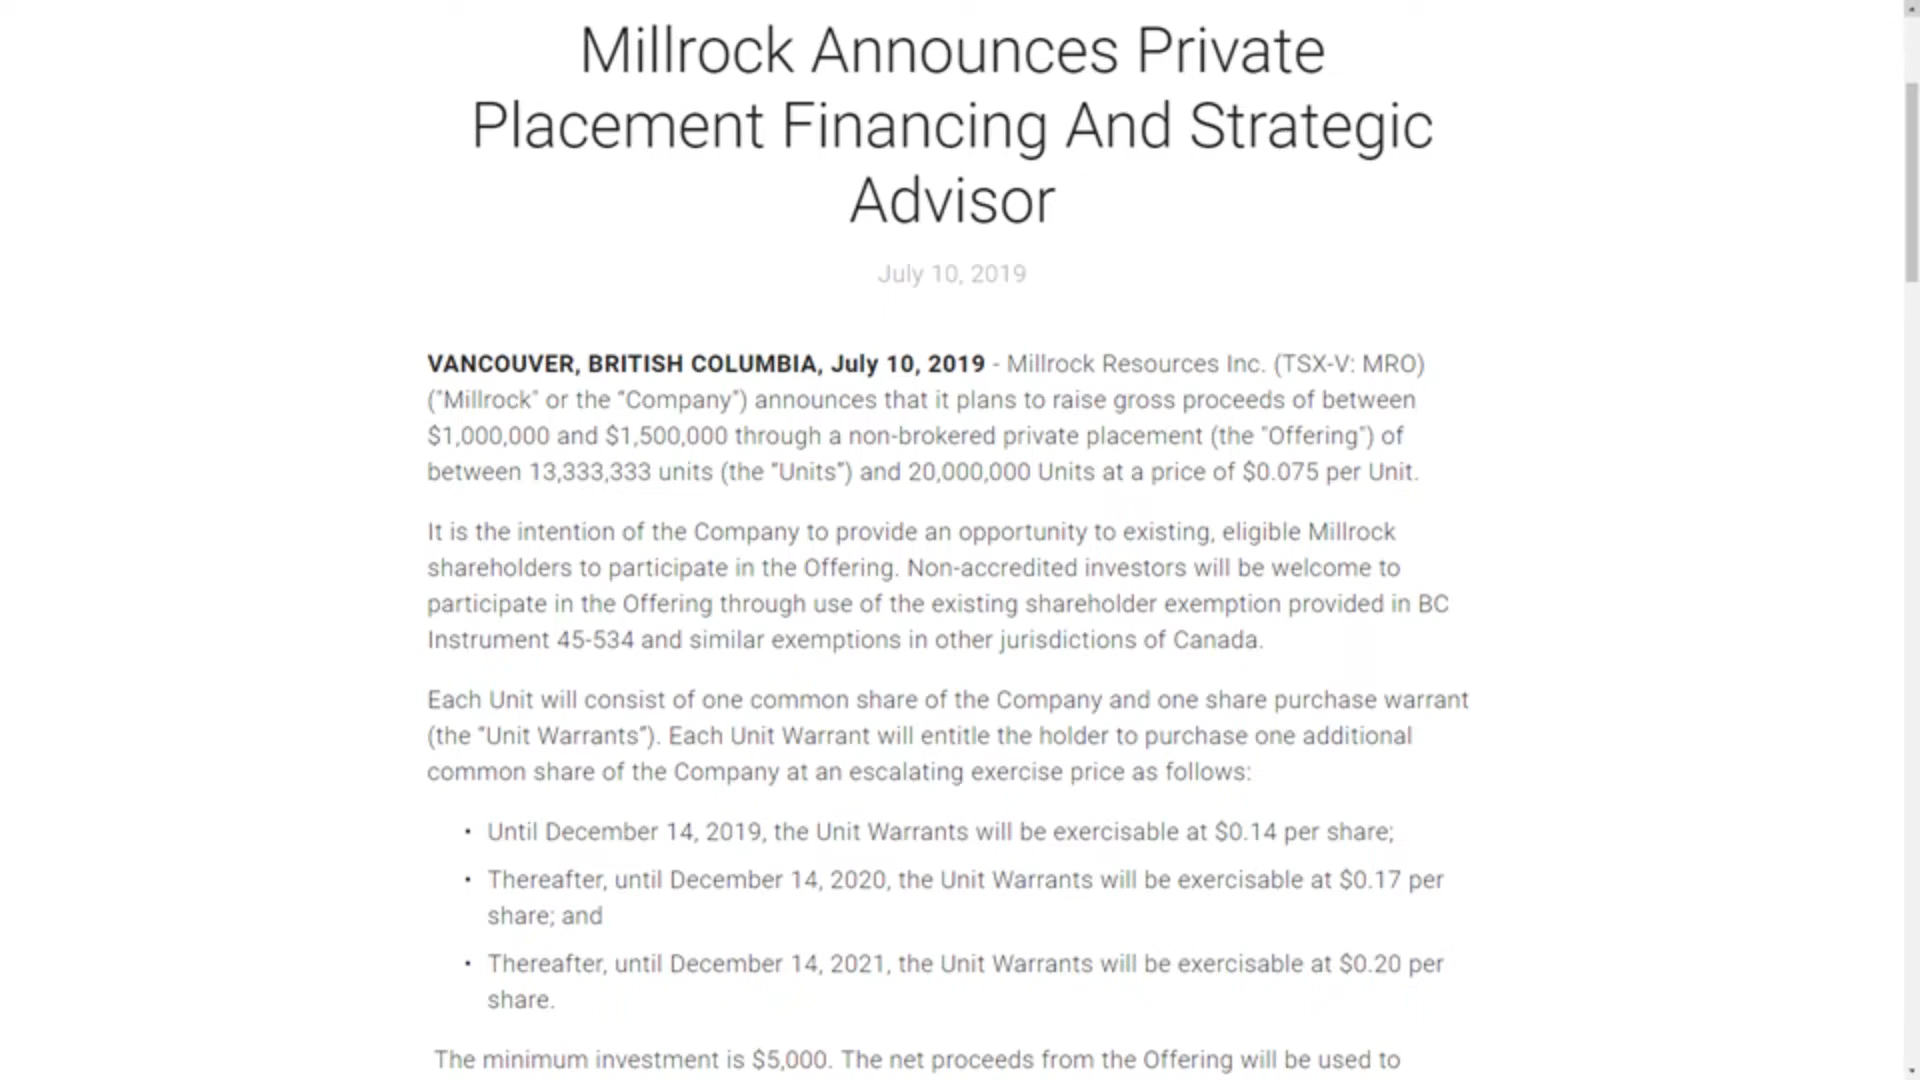 Millrock Announces Private
Placement Financing And Strategic
Advisor
July 10, 2019
VANCOUVER, BRITISH COLUMBIA, July 10, 2019 - Millrock Resources Inc. (TSX-V: MRO)
("Millrock" or the "Company") announces that it plans to raise gross proceeds of between
$1,000,000 and $1,500,000 through a non-brokered private placement (the "Offering") of
between 13,333,333 units (the "Units") and 20,000,000 Units at a price of $0.075 per Unit.
It is the intention of the Company to provide an opportunity to existing, eligible Millrock
shareholders to participate in the Offering. Non-accredited investors will be welcome to
participate in the Offering through use of the existing shareholder exemption provided in BC
Instrument 45-534 and similar exemptions in other jurisdictions of Canada.
Each Unit will consist of one common share of the Company and one share purchase warrant
(the "Unit Warrants"). Each Unit Warrant will entitle the holder to purchase one additional
common share of the Company at an escalating exercise price as follows:
• Until December 14, 2019, the Unit Warrants will be exercisable at $0.14 per share;
• Thereafter, until December 14, 2020, the Unit Warrants will be exercisable at $0.17 per
share; and
• Thereafter, until December 14, 2021, the Unit Warrants will be exercisable at $0.20 per
share.
The minimum investment is $5,000. The net proceeds from the Offering will be used to